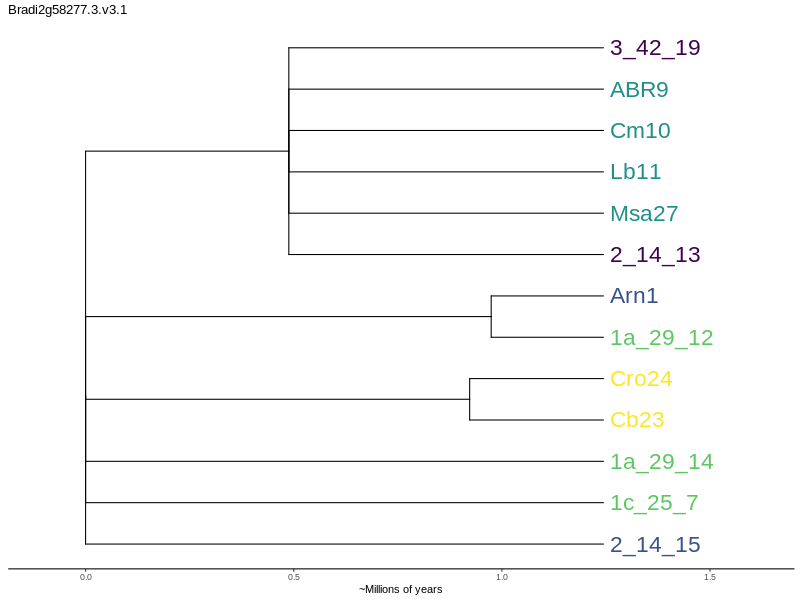 Bradi2g58277.3.v3.1
3_42_19
ABR9
Cm10
Lb11
Msa27
2_14_13
Arn1
1a_29_12
Cro24
Cb23
1a_29_14
1c_25_7
2_14_15
0.0 0.5 1.0 1.5
~Millions of years